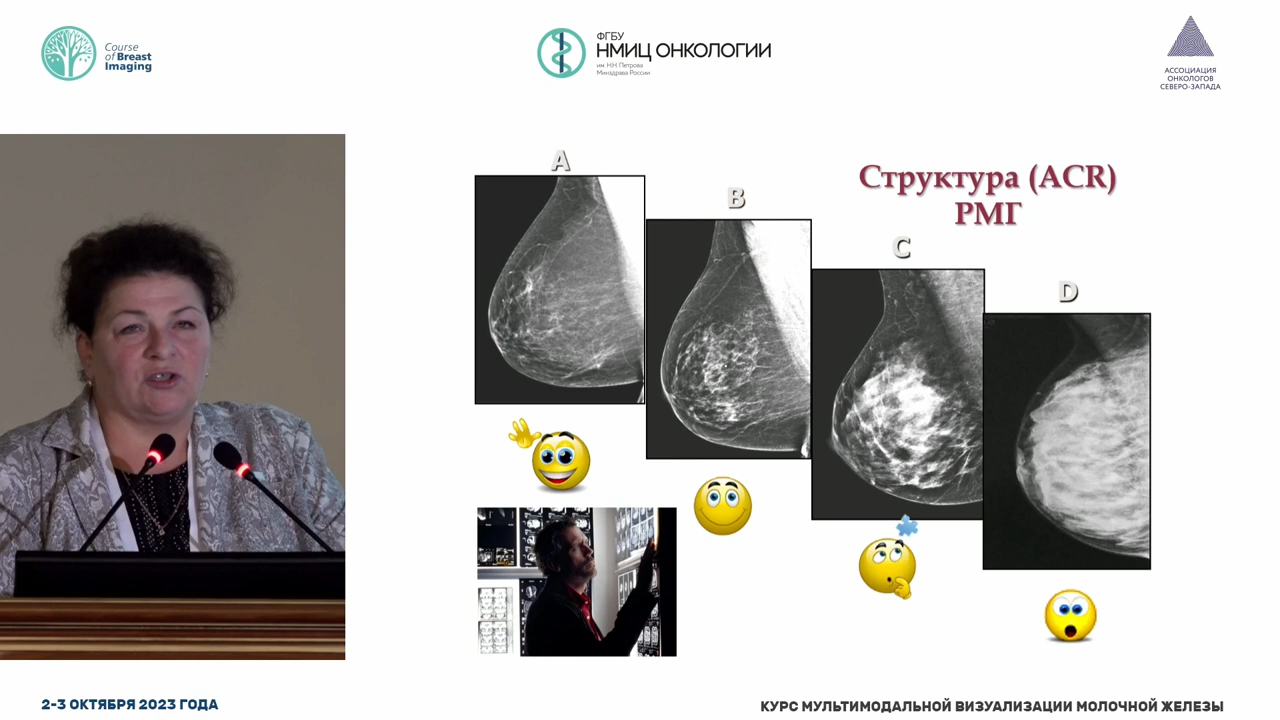 Course
of Breast
Imaging
ФГБУ
НМИЦ ОНКОЛОГИИ
им. Н.Н. Петрова
Минздрава России
АССОЦИАЦИЯ
ОНКОЛОГОВ
СЕВЕРО-ЗАПАДА
A
B
C
D
Структура (ACR)
РМГ
2-3 ОКТЯБРЯ 2023 ГОДА
КУРС МУЛЬТИМОДАЛЬНОЙ ВИЗУАЛИЗАЦИИ МОЛОЧНОЙ ЖЕЛЕЗЫ